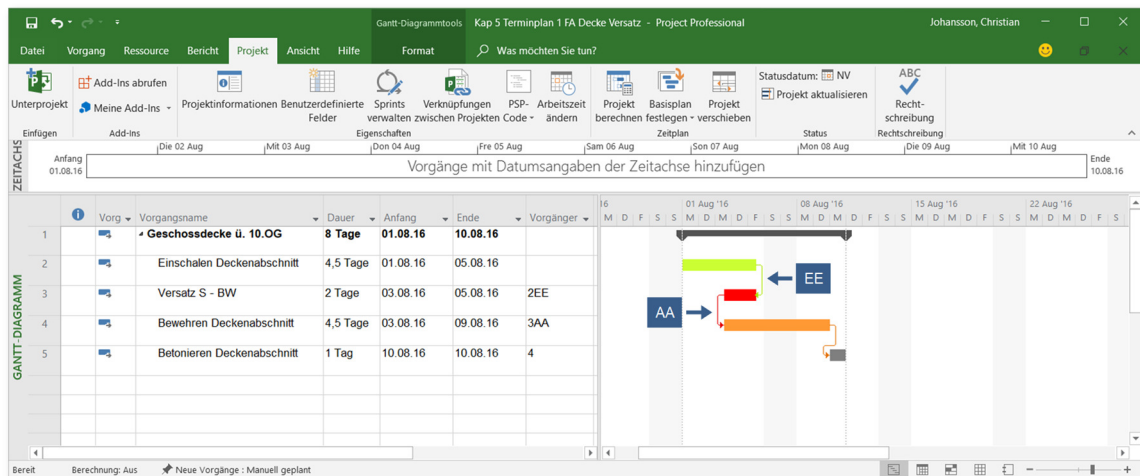 Gantt-Diagrammtools Kap 5 Terminplan 1 FA Decke Versatz - Project Professional Johansson, Christian
Datei Vorgang Ressource Bericht Projekt Ansicht Hilfe Format Was möchten Sie tun?
Unterprojekt
Add-Ins abrufen
Meine Add-Ins
Projektinformationen
Benutzerdefinierte Felder
Sprints verwalten
Verknüpfungen zwischen Projekten
PSP-Code
Arbeitszeit ändern
Projekt berechnen
Basisplan festlegen
Projekt verschieben
Statusdatum: NV
Projekt aktualisieren
ABC
Recht-
schreibung
Einfügen Add-Ins Eigenschaften Zeitplan Status Rechtschreibung
ZEITACHS
Die 02 Aug Mit 03 Aug Don 04 Aug Fre 05 Aug Sam 06 Aug Son 07 Aug Mon 08 Aug Die 09 Aug Mit 10 Aug
Anfang
01.08.16
Vorgänge mit Datumsangaben der Zeitachse hinzufügen
Ende
10.08.16
GANTT-DIAGRAMM
Vorg Vorgangsname Dauer Anfang Ende Vorgänger
16 01 Aug '16 08 Aug '16 15 Aug '16 22 Aug '16
M D F S S M D M D F S S M D M D F S S M D M D F S S M D M D F S
1 Geschossdecke ü. 10.OG 8 Tage 01.08.16 10.08.16
2 Einschalen Deckenabschnitt 4,5 Tage 01.08.16 05.08.16
3 Versatz S - BW 2 Tage 03.08.16 05.08.16 2EE
4 Bewehren Deckenabschnitt 4,5 Tage 03.08.16 09.08.16 3AA
5 Betonieren Deckenabschnitt 1 Tag 10.08.16 10.08.16 4
EE
AA
Bereit Berechnung: Aus Neue Vorgänge : Manuell geplant